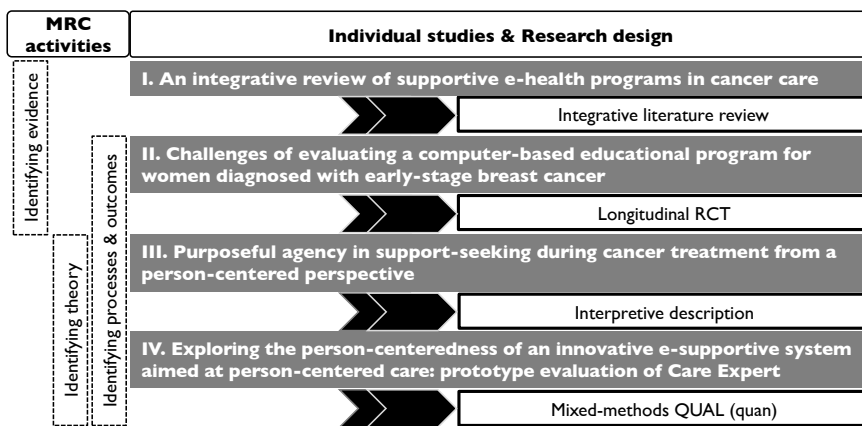 MRC
activities
Individual studies & Research design
Identifying evidence
Identifying theory
Identifying processes & outcomes
I. An integrative review of supportive e-health programs in cancer care
Integrative literature review
II. Challenges of evaluating a computer-based educational program for
women diagnosed with early-stage breast cancer
Longitudinal RCT
III. Purposeful agency in support-seeking during cancer treatment from a
person-centered perspective
Interpretive description
IV. Exploring the person-centeredness of an innovative e-supportive system
aimed at person-centered care: prototype evaluation of Care Expert
Mixed-methods QUAL (quan)